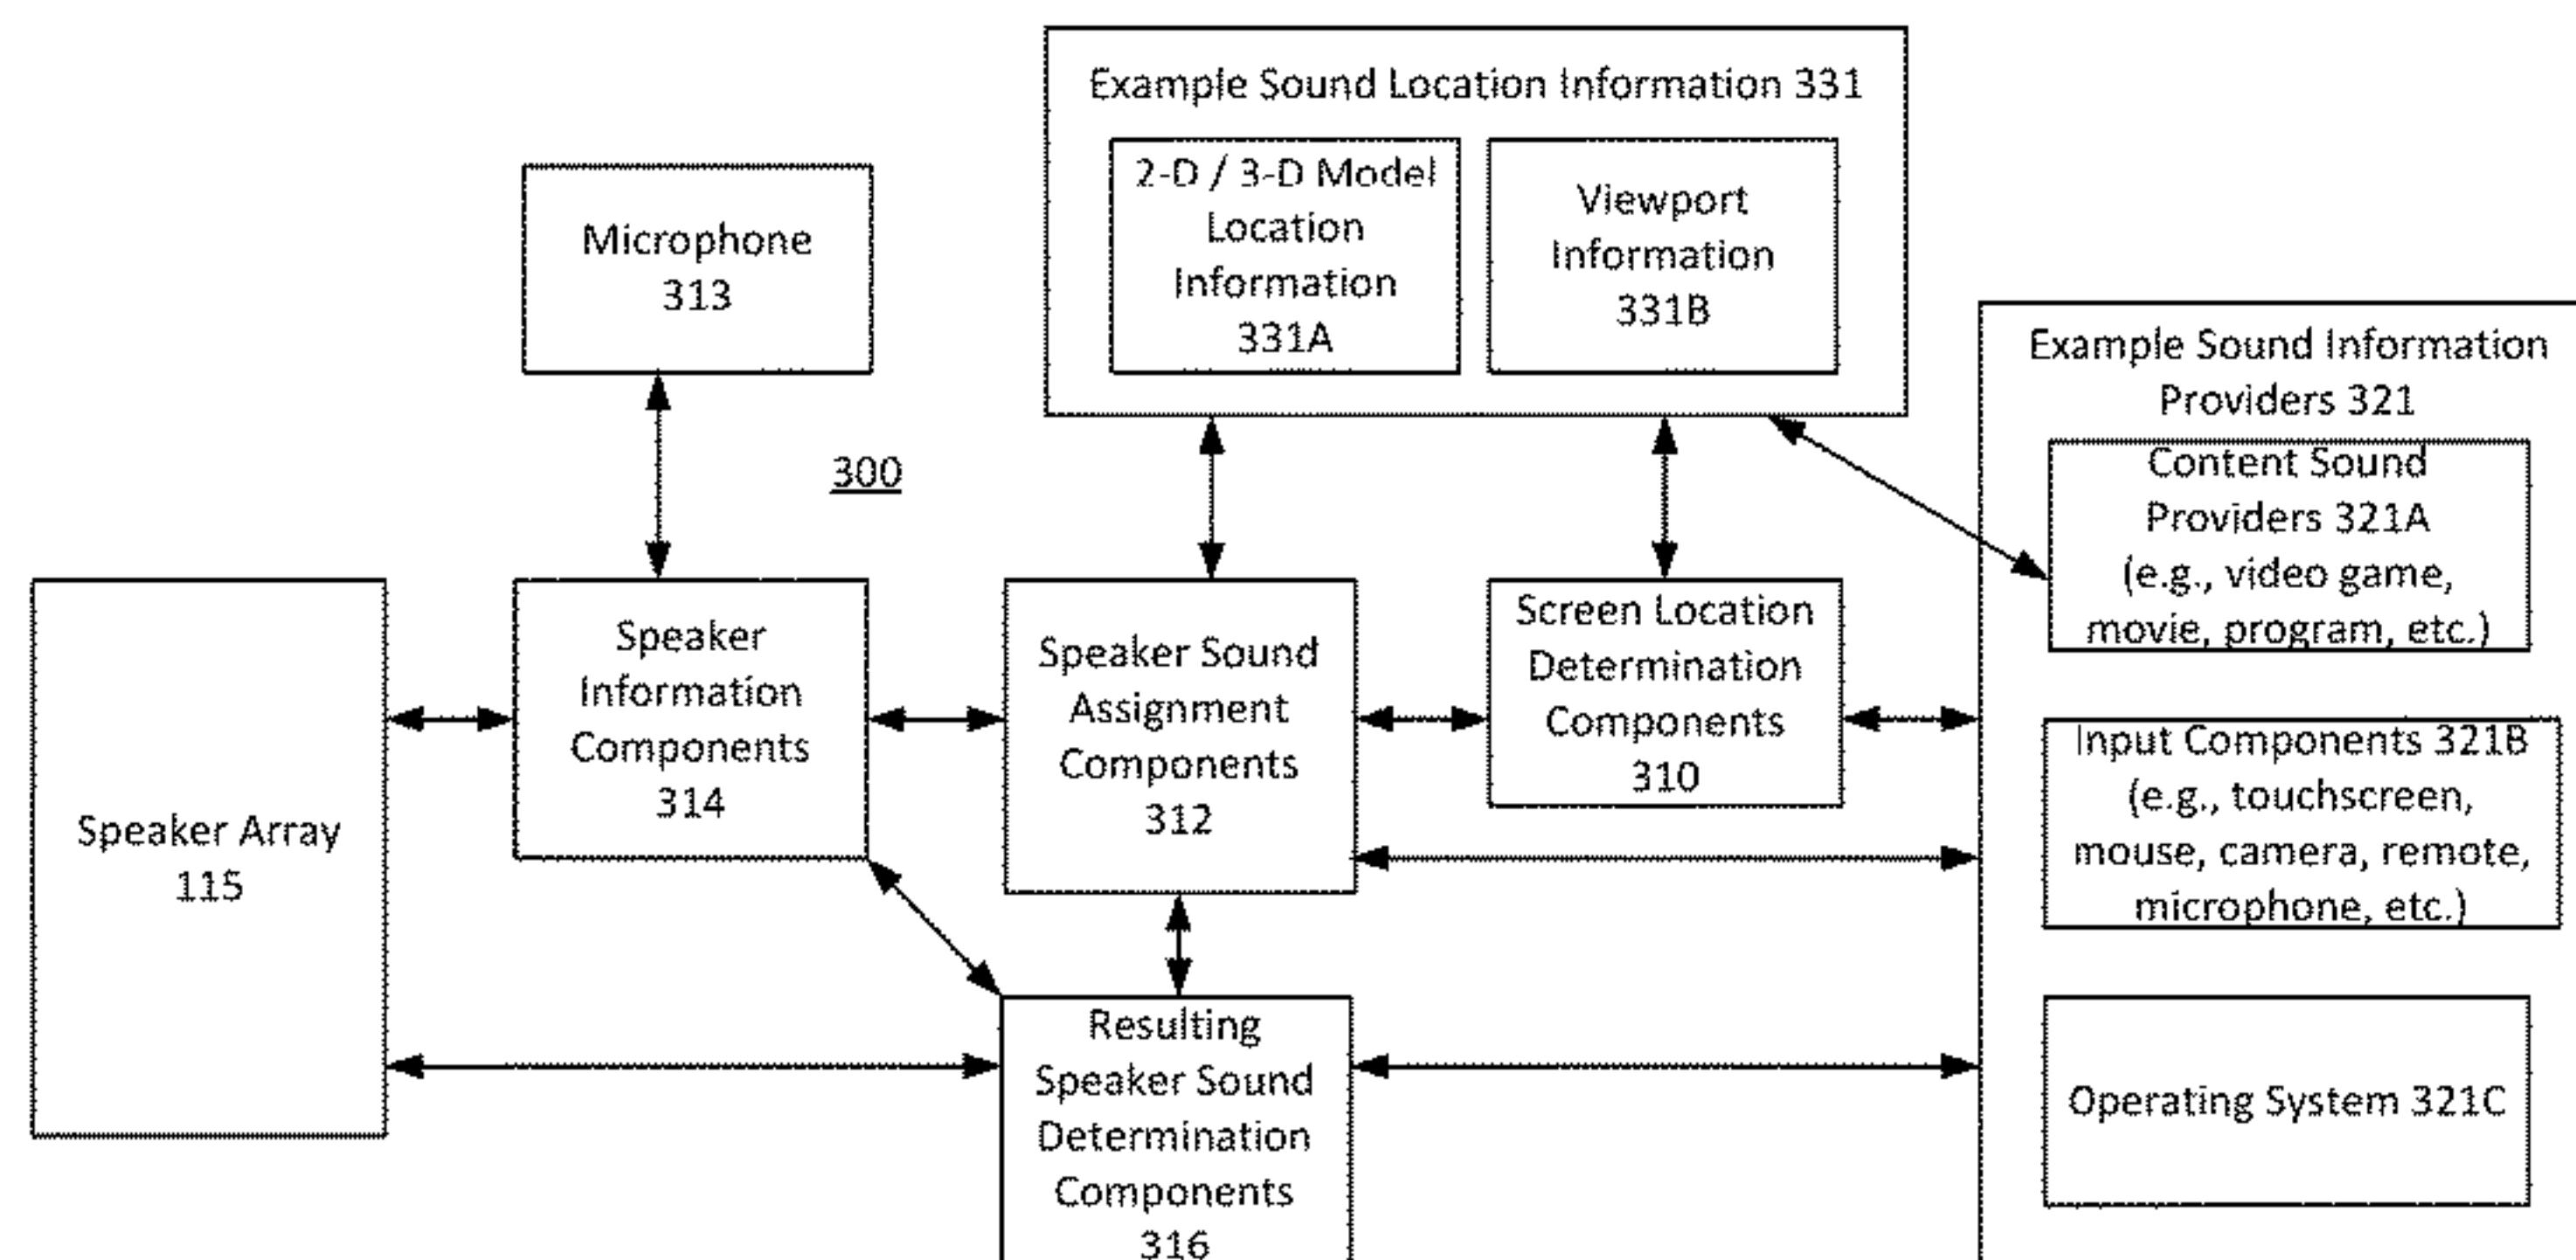 Example Sound Location Information 331
2-D / 3-D Model
Location
Information
331A
Viewport
Information
331B
Microphone
313
300
Example Sound Information
Providers 321
Content Sound
Providers 321A
(e.g., video game,
movie, program, etc.)
Input Components 321B
(e.g., touchscreen,
mouse, camera, remote,
microphone, etc.)
Operating System 321C
Speaker Array
115
Speaker
Information
Components
314
Speaker Sound
Assignment
Components
312
Screen Location
Determination
Components
310
Resulting
Speaker Sound
Determination
Components
316